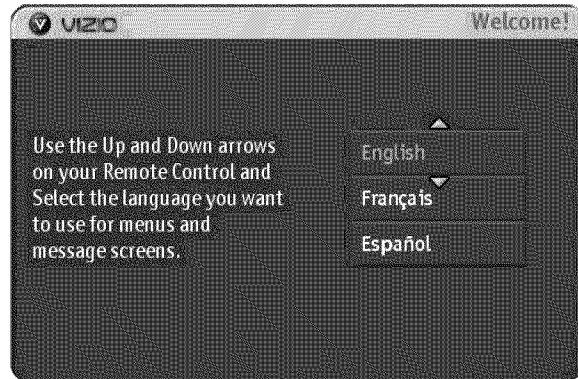 VIZIO
Welcome!
Use the Up and Down arrows
on your Remote Control and
Select the language you want
to use for menus and
message screens.
English
Français
Español